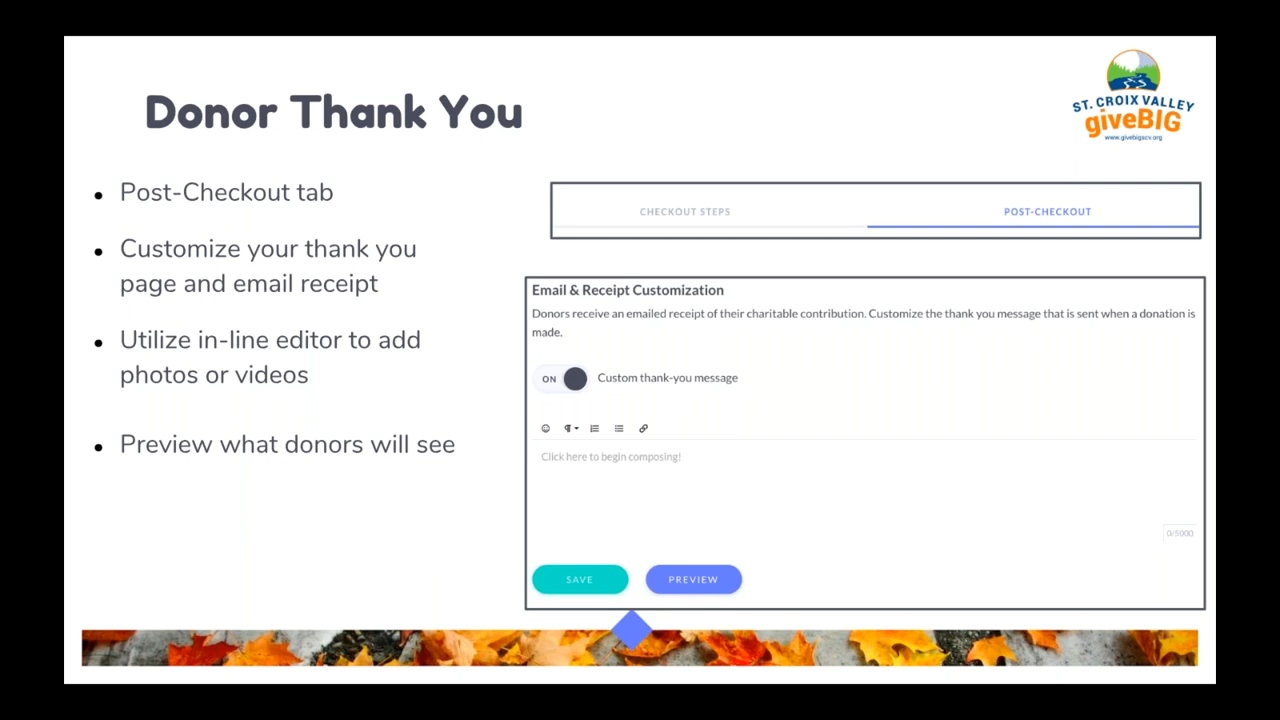 Donor Thank You
ST. CROIX VALLEY
giveBIG
www.givebigscv.org
• Post-Checkout tab
• Customize your thank you
page and email receipt
• Utilize in-line editor to add
photos or videos
• Preview what donors will see
CHECKOUT STEPS
POST-CHECKOUT
Email & Receipt Customization
Donors receive an emailed receipt of their charitable contribution. Customize the thank you message that is sent when a donation is
made.
ON
Custom thank-you message
Click here to begin composing!
0/5000
SAVE
PREVIEW